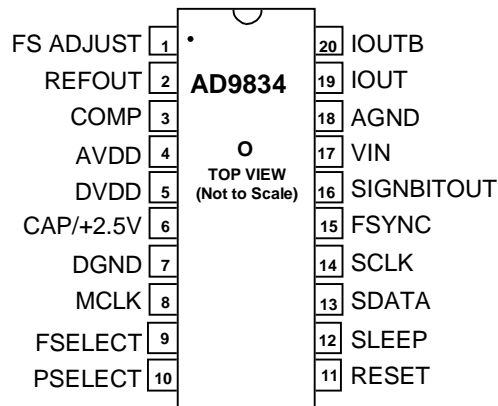 FS ADJUST 1
REFOUT 2
COMP 3
AVDD 4
DVDD 5
CAP/+2.5V 6
DGND 7
MCLK 8
FSELECT 9
PSELECT 10
AD9834
O
TOP VIEW
(Not to Scale)
20 IOUTB
19 IOUT
18 AGND
17 VIN
16 SIGNBITOUT
15 FSYNC
14 SCLK
13 SDATA
12 SLEEP
11 RESET